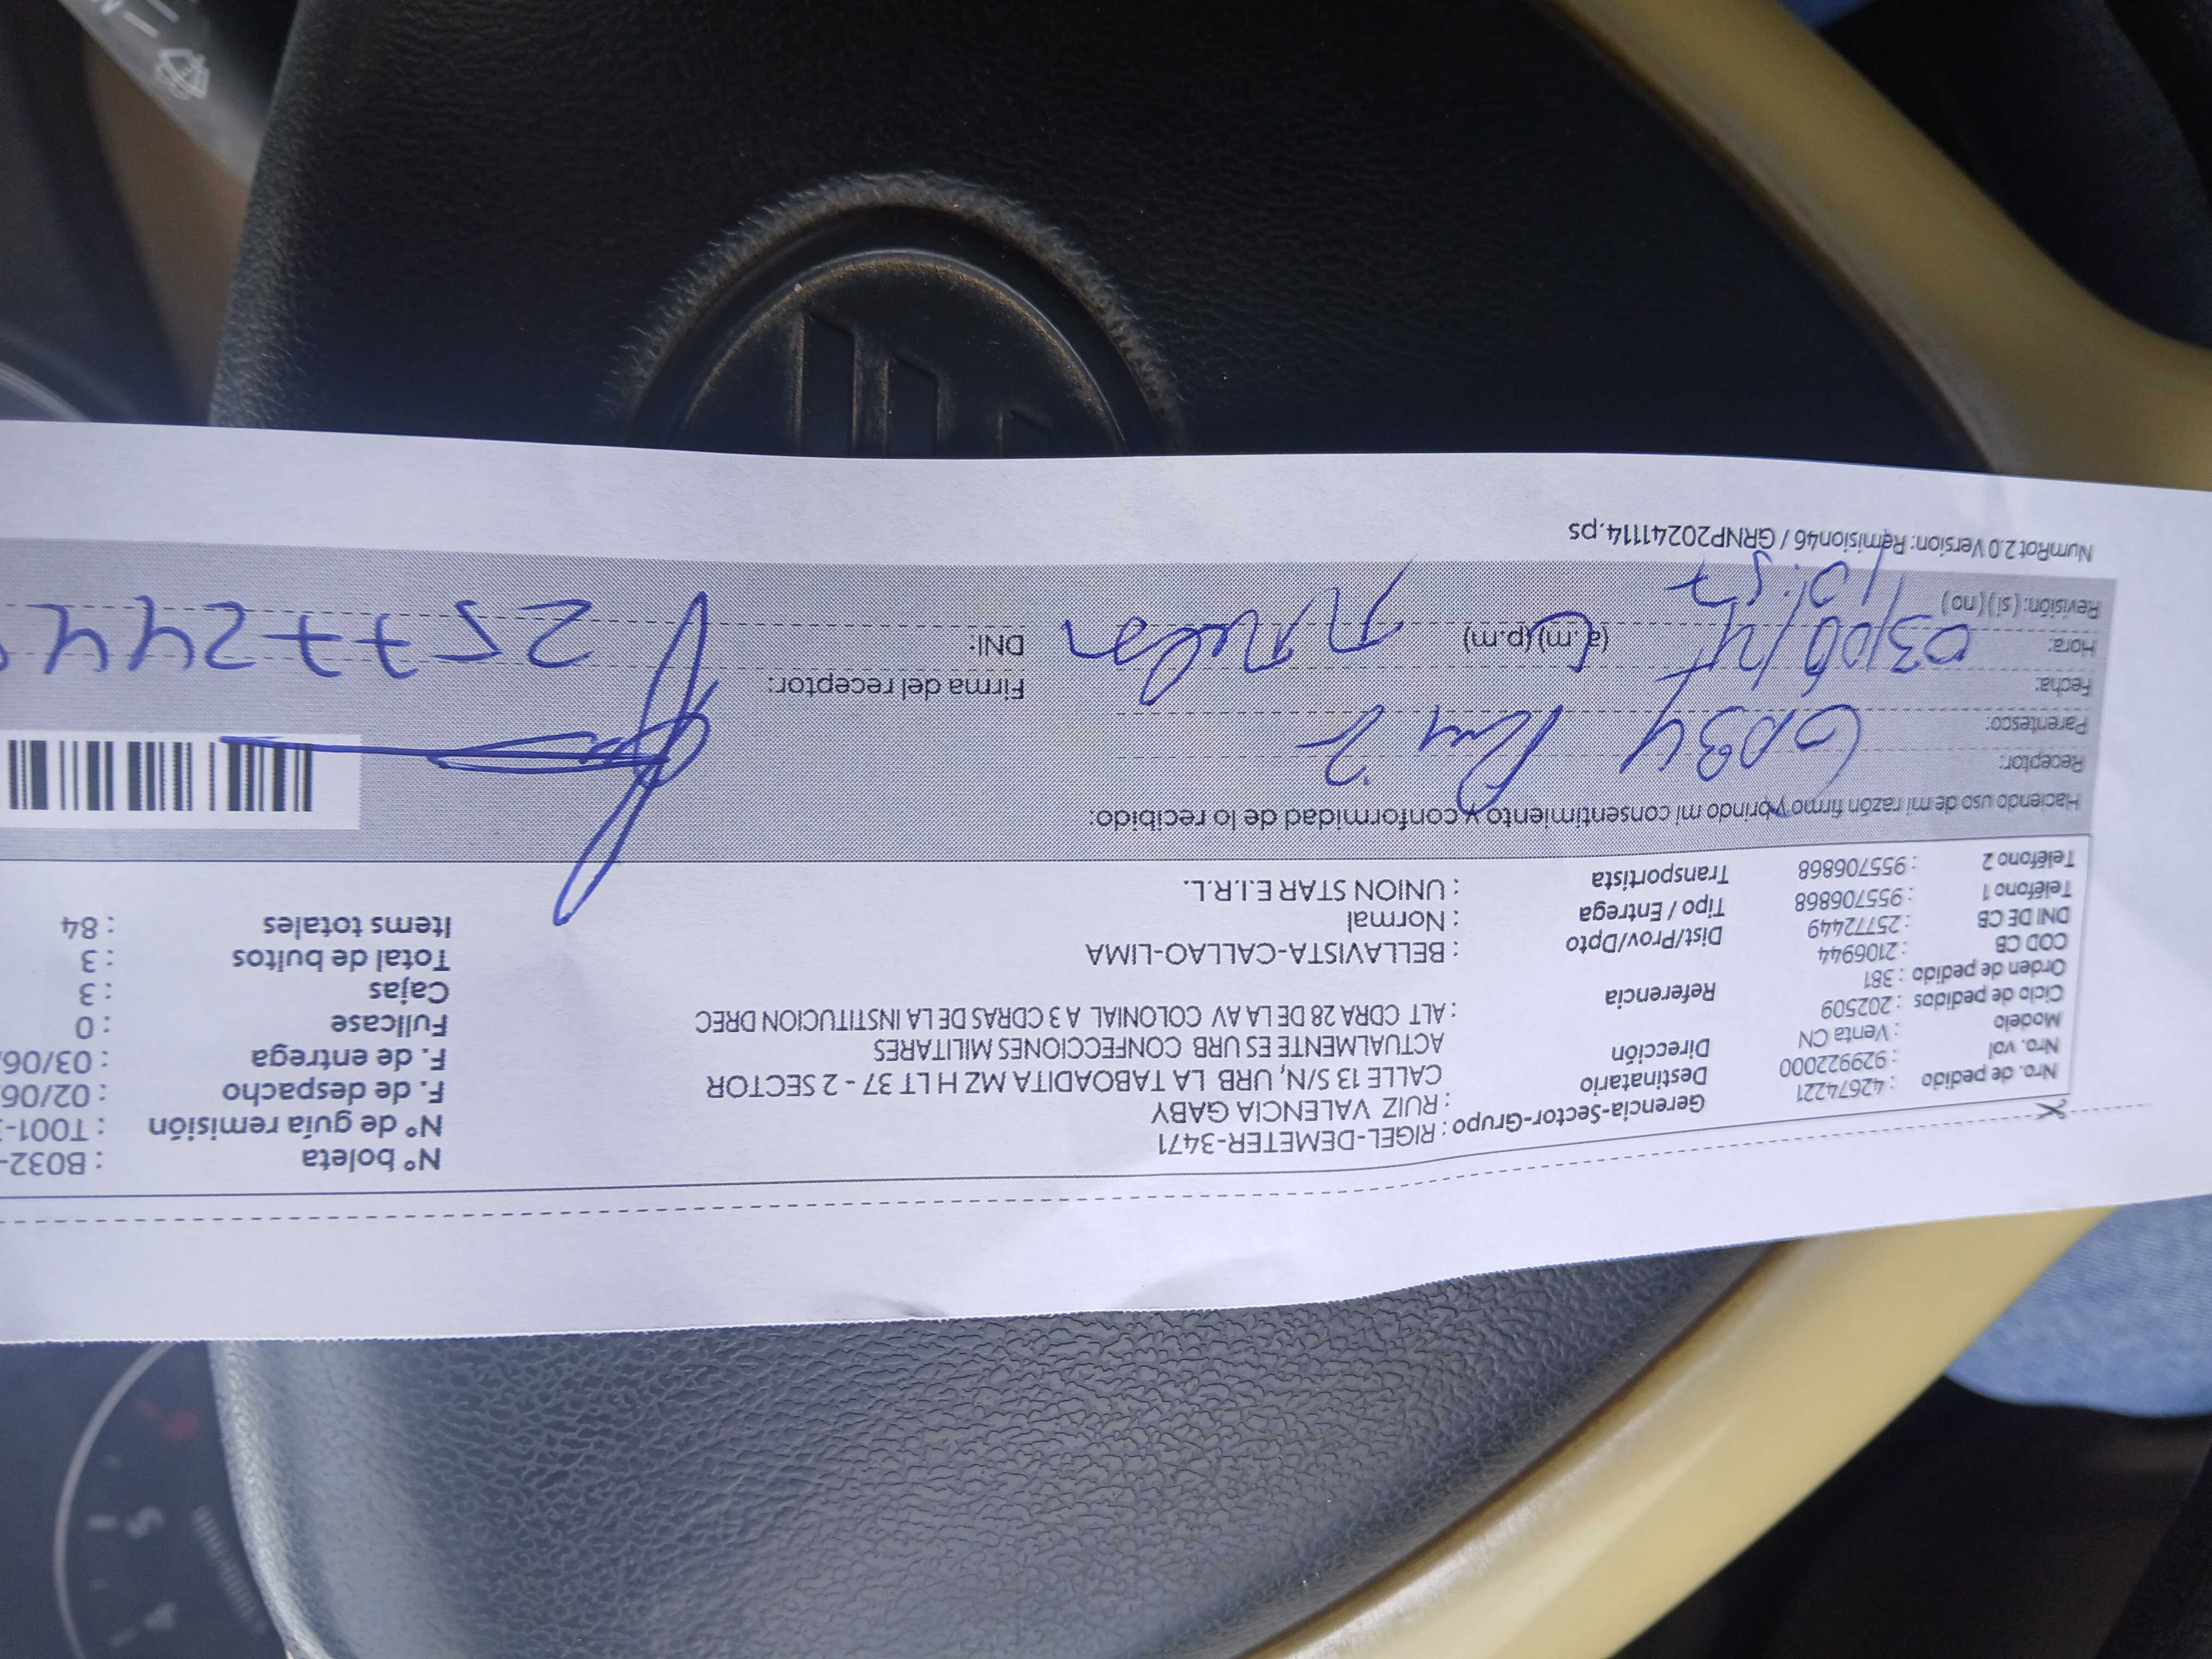 Nro. de pedido : 42674221
Nro. vol : 929922000
Modelo : Venta CN
Ciclo de pedidos : 202509
Orden de pedido : 381
COD CB : 2106944
DNI DE CB : 25772449
Teléfono 1 : 955706868
Teléfono 2 : 955706868
Gerencia-Sector-Grupo : RIGEL-DEMETER-3471
Destinatario : RUIZ VALENCIA GABY
Dirección CALLE 13 S/N, URB LA TABOADITA MZ H LT 37 - 2 SECTOR
ACTUALMENTE ES URB CONFECCIONES MILITARES
Referencia : ALT CDRA 28 DE LA AV COLONIAL A 3 CDRAS DE LA INSTITUCION DREC
Dist/Prov/Dpto : BELLAVISTA-CALLAO-LIMA
Tipo / Entrega : Normal
Transportista : UNION STAR E.I.R.L.
N° boleta : B032-
N° de guía remisión : T001-
F. de despacho : 02/06
F. de entrega : 03/06/
Fullcase : 0
Cajas : 3
Total de bultos : 3
Items totales : 84
Haciendo uso de mi razón firmo y brindo mi consentimiento y conformidad de lo recibido:
Receptor: GABY Ruiz
Parentesco:
Fecha: 03/06/
Hora: (a.m)(p.m)
Revisión: (si) (no)
Firma del receptor:
DNI: 2577244
NumRot 2.0 Version: Remision46 / GRNP20241114.ps